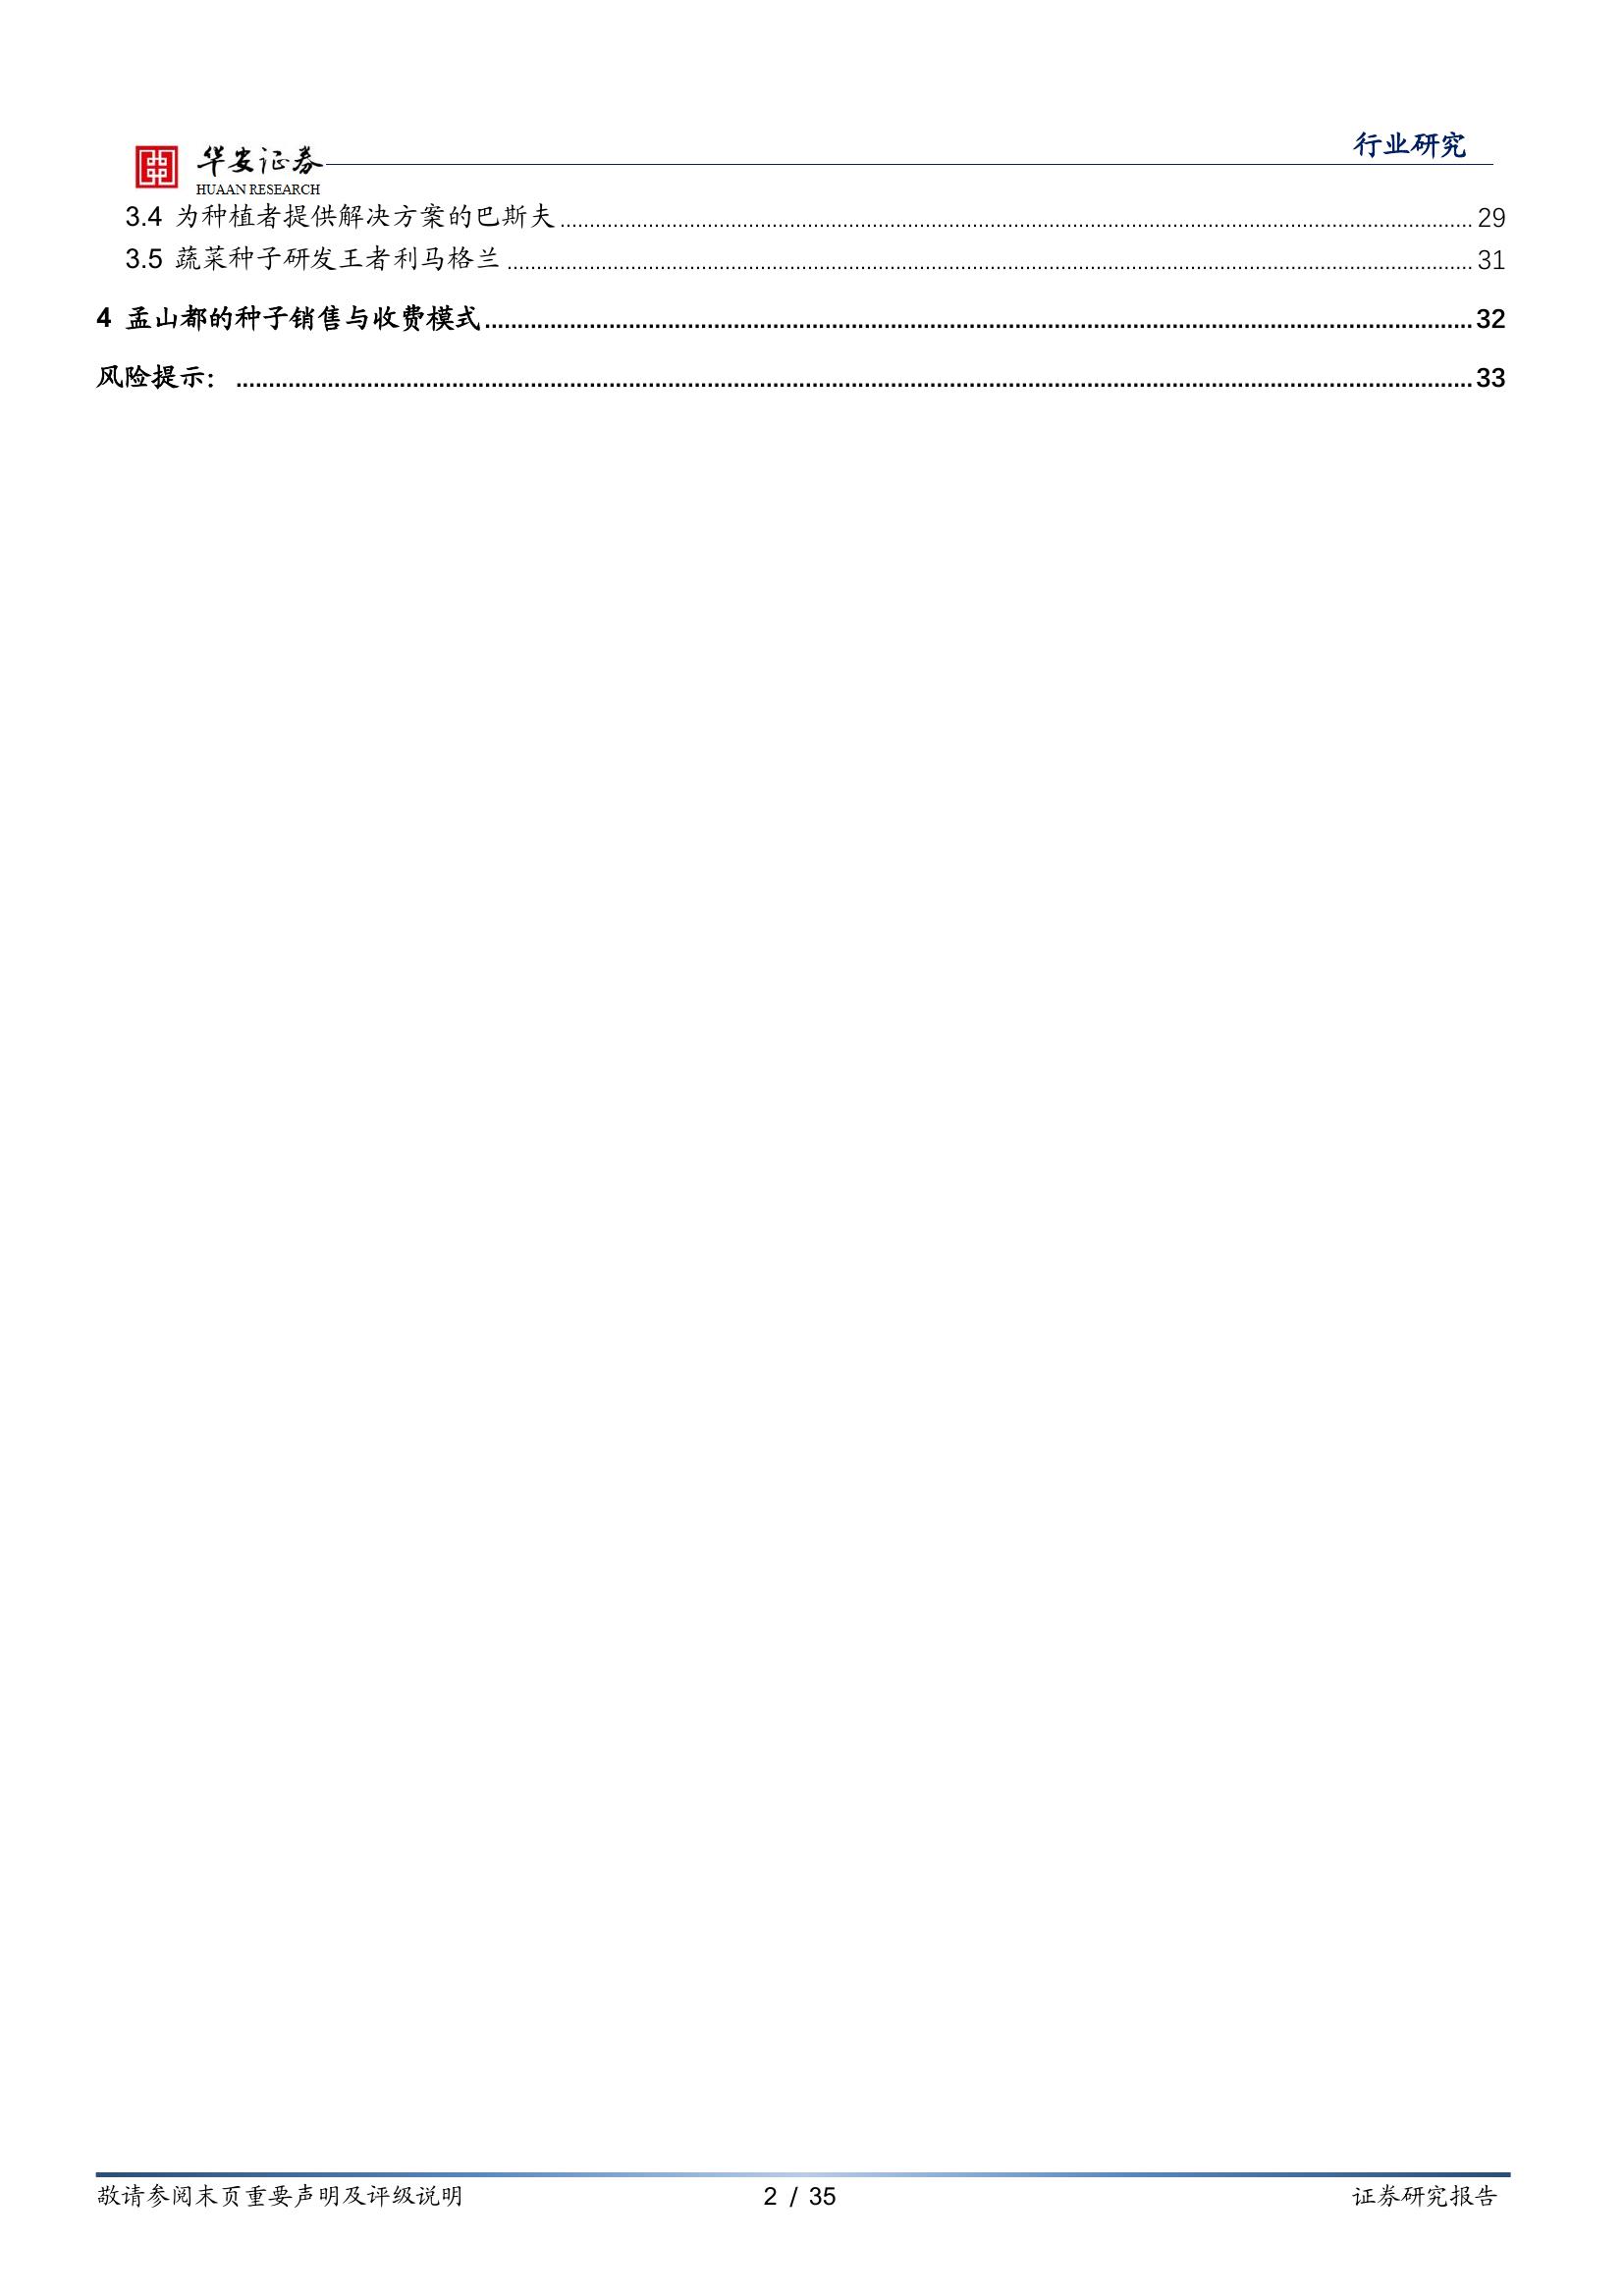 行业研究
华安证券
HUAAN RESEARCH
3.4 为种植者提供解决方案的巴斯夫 29
3.5 蔬菜种子研发王者利马格兰 31
4 孟山都的种子销售与收费模式 32
风险提示： 33
敬请参阅末页重要声明及评级说明 2 / 35 证券研究报告